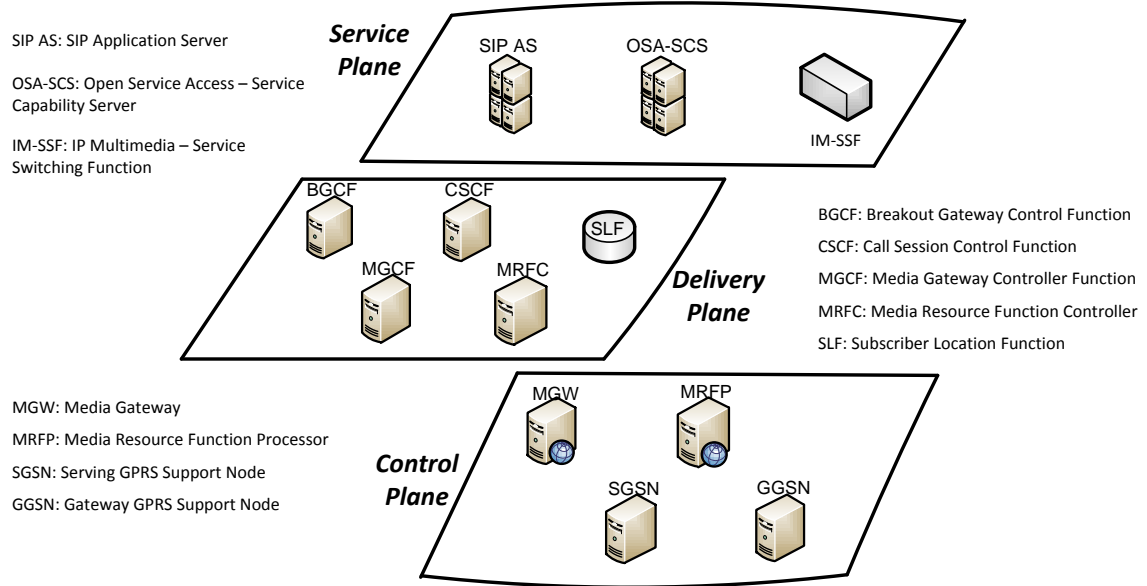 SIP AS: SIP Application Server
OSA-SCS: Open Service Access – Service
Capability Server
IM-SSF: IP Multimedia – Service
Switching Function
Service
Plane
SIP AS
OSA-SCS
IM-SSF
BGCF
CSCF
SLF
MGCF
MRFC
Delivery
Plane
BGCF: Breakout Gateway Control Function
CSCF: Call Session Control Function
MGCF: Media Gateway Controller Function
MRFC: Media Resource Function Controller
SLF: Subscriber Location Function
MGW: Media Gateway
MRFP: Media Resource Function Processor
SGSN: Serving GPRS Support Node
GGSN: Gateway GPRS Support Node
Control
Plane
MGW
MRFP
SGSN
GGSN